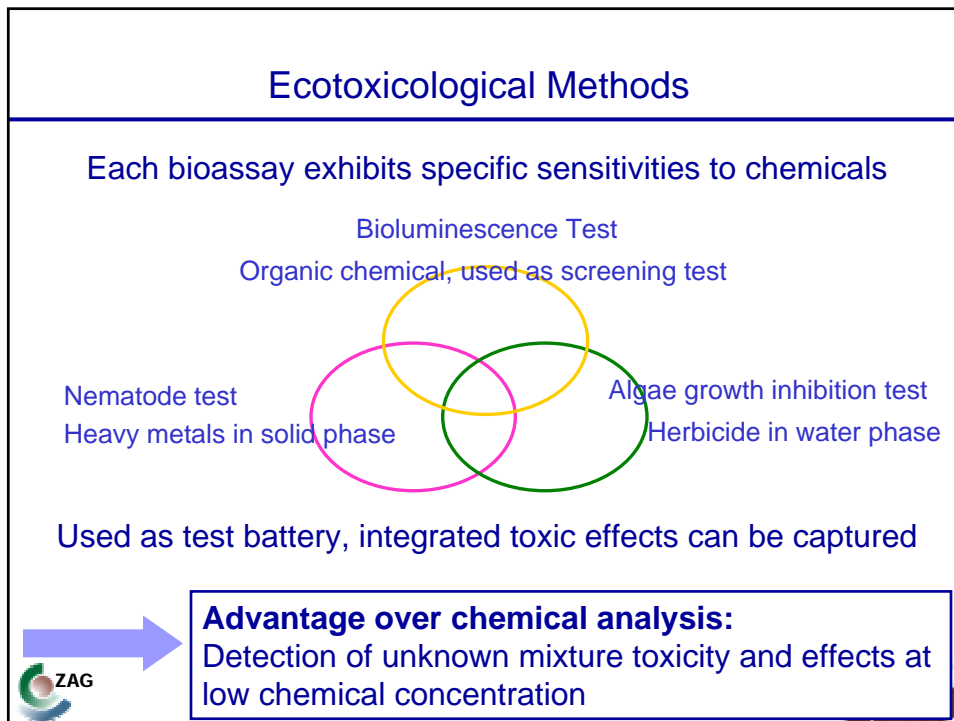 Ecotoxicological Methods
Each bioassay exhibits specific sensitivities to chemicals
Bioluminescence Test
Organic chemical, used as screening test
Nematode test
Heavy metals in solid phase
Algae growth inhibition test
Herbicide in water phase
Used as test battery, integrated toxic effects can be captured
Advantage over chemical analysis:
Detection of unknown mixture toxicity and effects at
low chemical concentration
ZAG